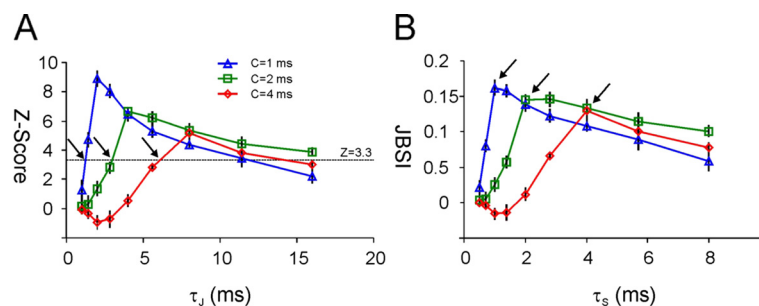 A
B
C=1 ms
C=2 ms
C=4 ms
Z-Score
10
8
6
4
2
0
Z=3.3
0
5
10
15
20
τJ (ms)
JBSI
0.2
0.15
0.1
0.05
0
0
2
4
6
8
τS (ms)